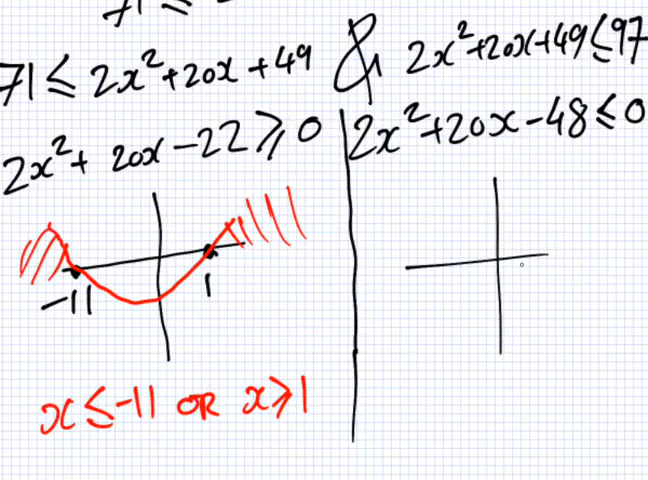 71 ≤
71 ≤ 2x²+20x+49 & 2x²+20x+49≤97
2x²+20x-22≥0
2x²+20x-48≤0
-11
1
x≤-11 OR x≥1